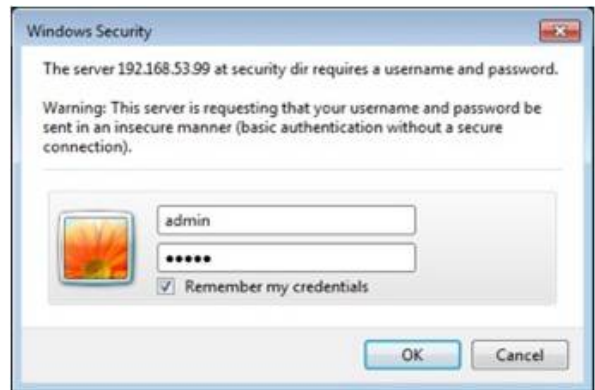 Windows Security
The server 192.168.53.99 at security dir requires a username and password.
Warning: This server is requesting that your username and password be
sent in an insecure manner (basic authentication without a secure
connection).
admin
•••••
Remember my credentials
OK
Cancel